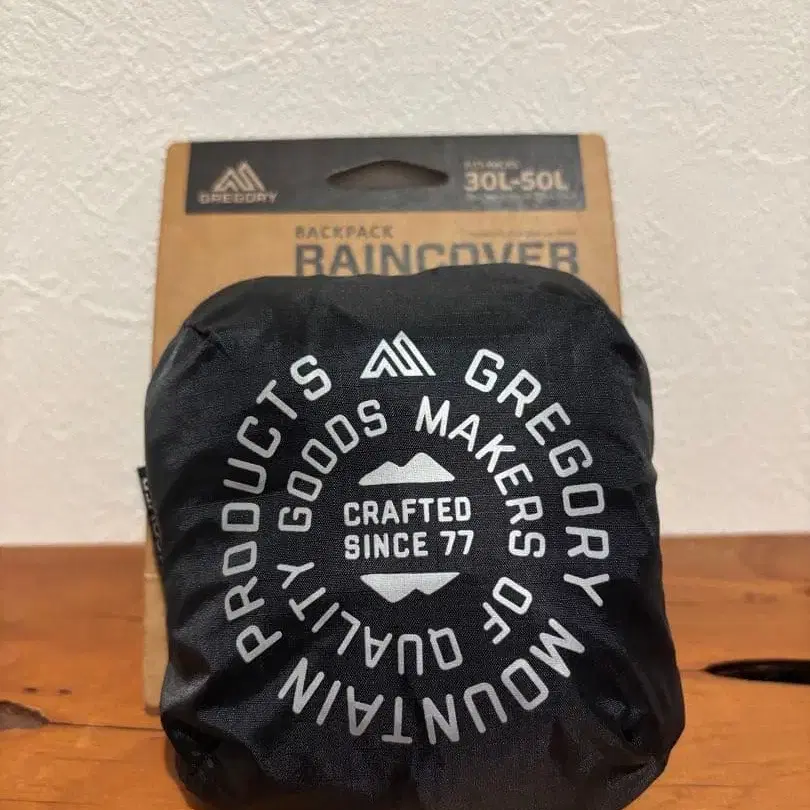 GREGORY
30L-50L
BACKPACK
RAINCOVER
GREGORY MOUNTAIN PRODUCTS
MAKERS OF QUALITY GOODS
CRAFTED
SINCE 77